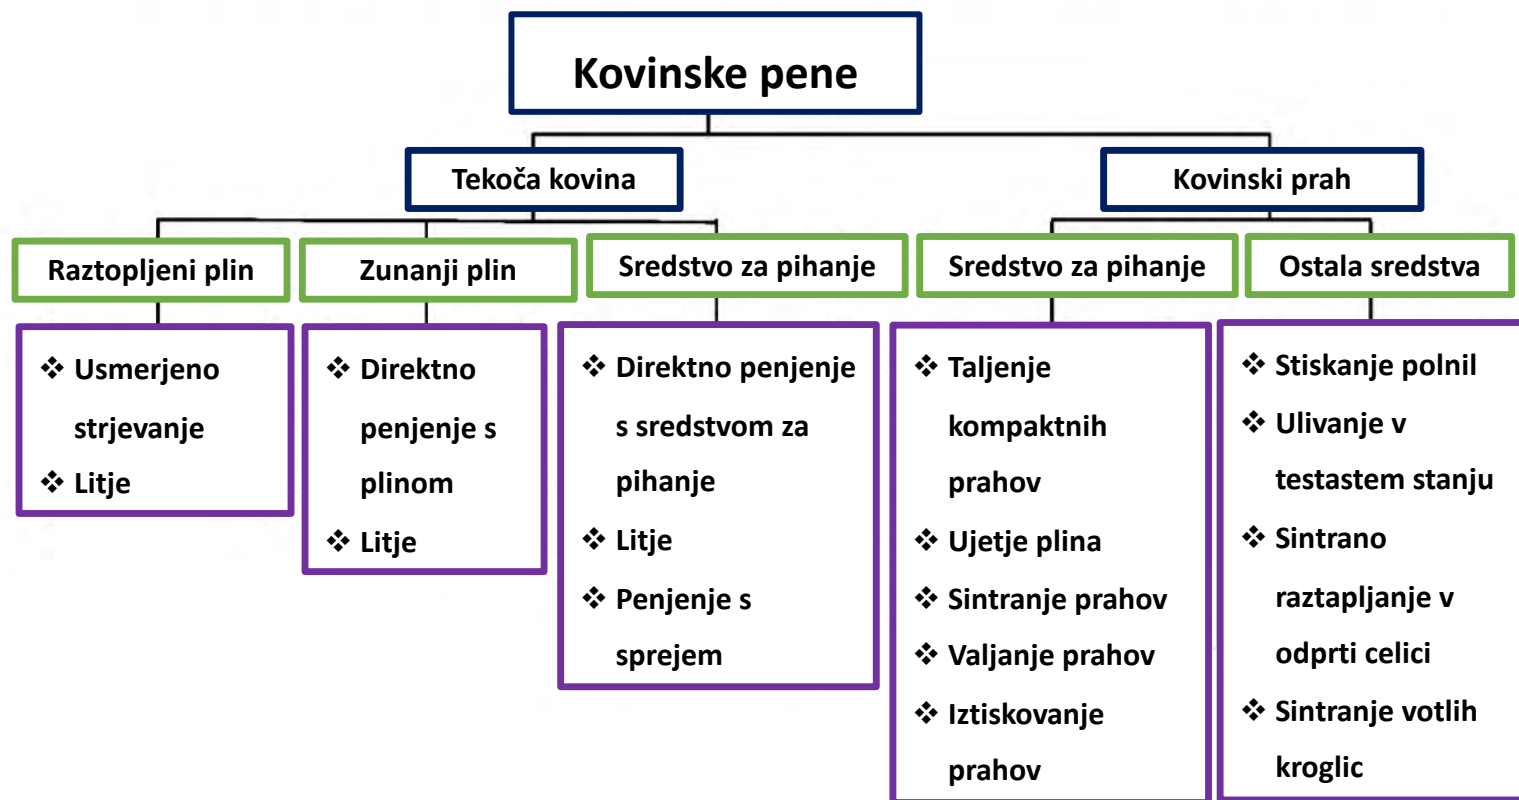 Kovinske pene
Tekoča kovina
Kovinski prah
Raztopljeni plin
Zunanji plin
Sredstvo za pihanje
Sredstvo za pihanje
Ostala sredstva
❖ Usmerjeno
strjevanje
❖ Litje
❖ Direktno
penjenje s
plinom
❖ Litje
❖ Direktno penjenje
s sredstvom za
pihanje
❖ Litje
❖ Penjenje s
sprejem
❖ Taljenje
kompaktnih
prahov
❖ Ujetje plina
❖ Sintranje prahov
❖ Valjanje prahov
❖ Iztiskovanje
prahov
❖ Stiskanje polnil
❖ Ulivanje v
testastem stanju
❖ Sintrano
raztapljanje v
odprti celici
❖ Sintranje votlih
kroglic